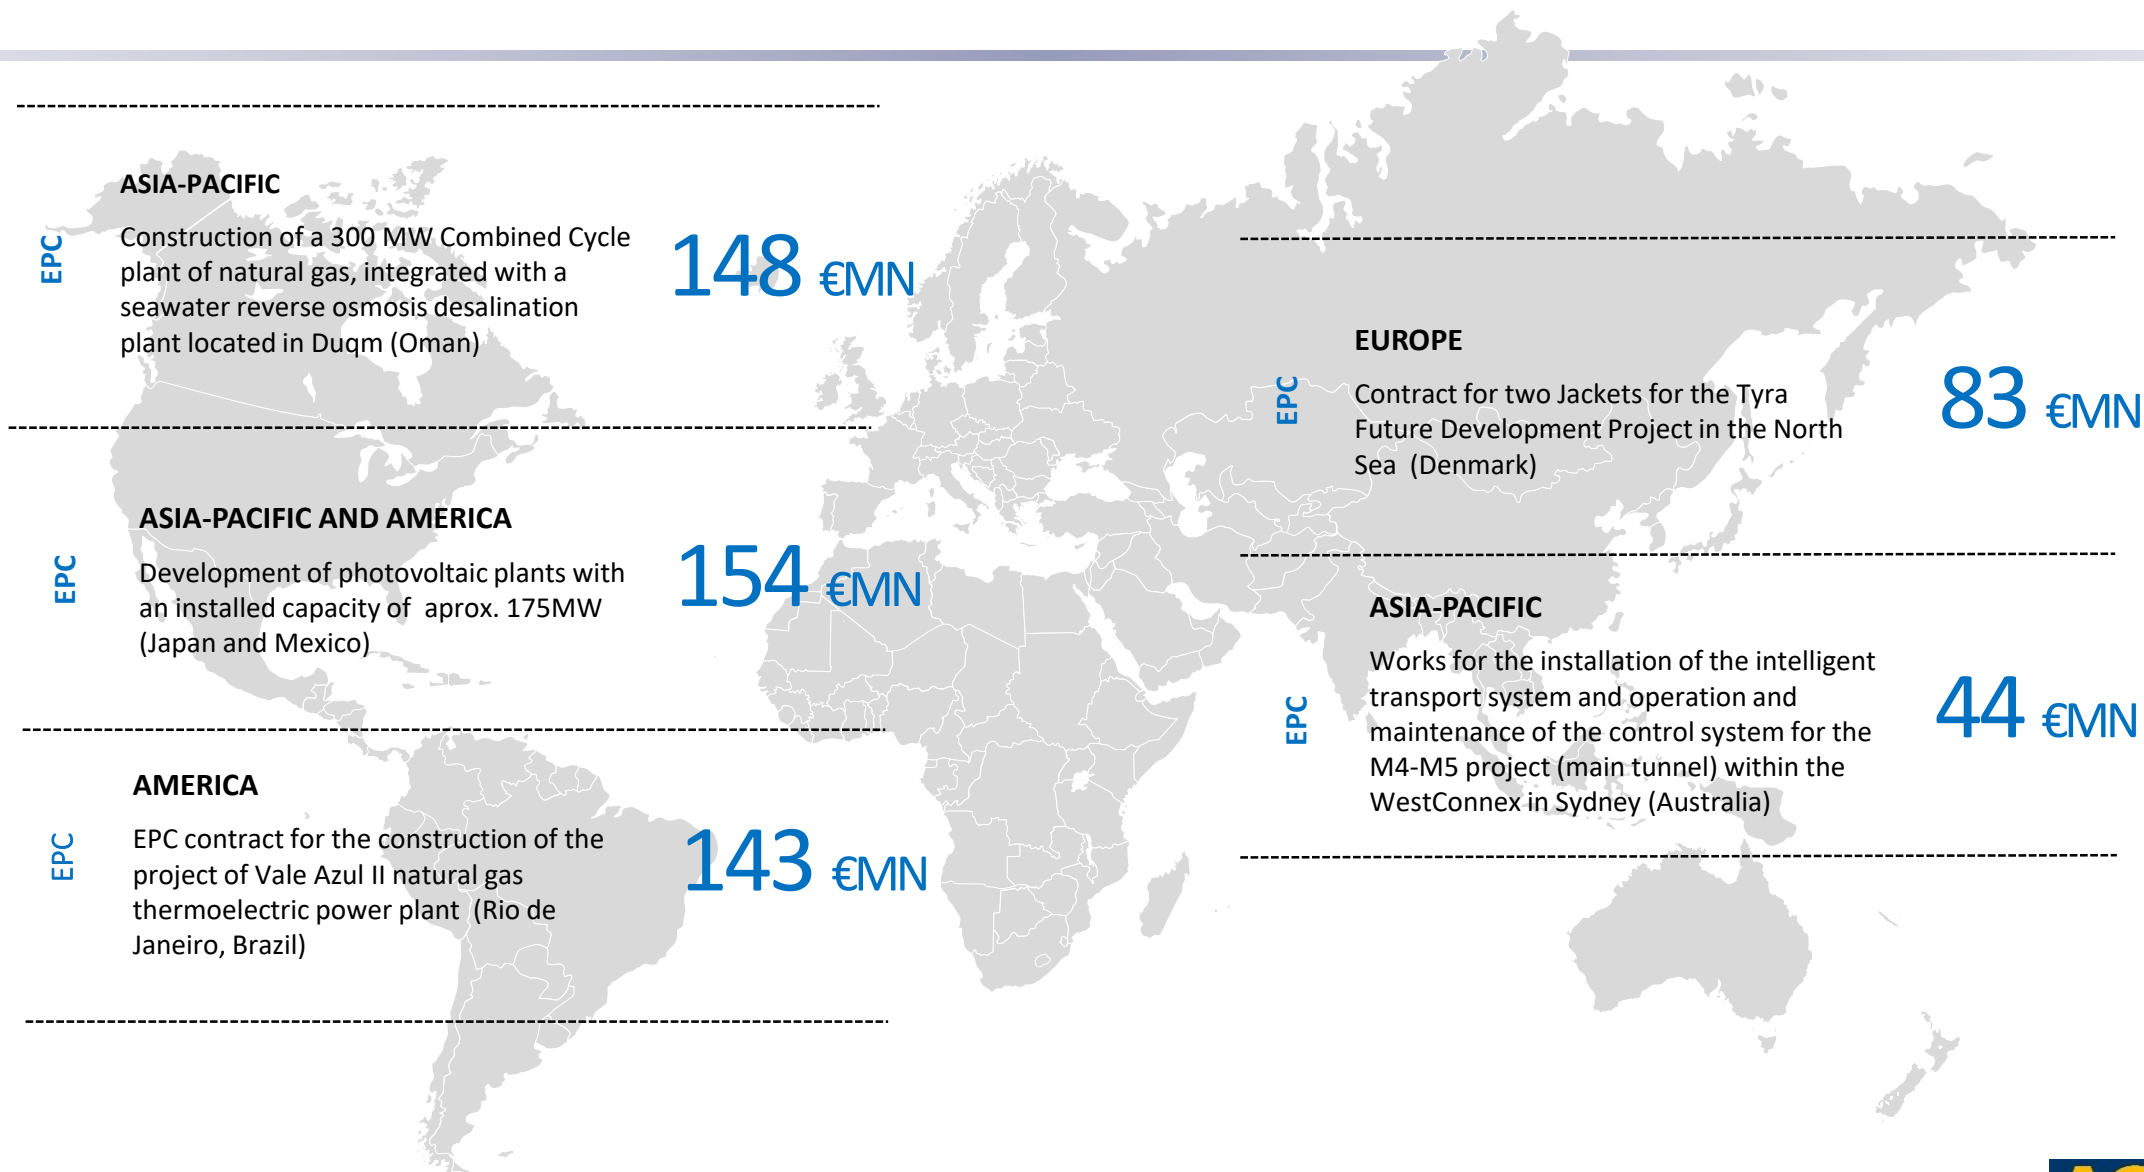 ASIA-PACIFIC
EPC
Construction of a 300 MW Combined Cycle
plant of natural gas, integrated with a
seawater reverse osmosis desalination
plant located in Duqm (Oman)
148 €MN
ASIA-PACIFIC AND AMERICA
EPC
Development of photovoltaic plants with
an installed capacity of  aprox. 175MW
(Japan and Mexico)
154 €MN
AMERICA
EPC
EPC contract for the construction of the
project of Vale Azul II natural gas
thermoelectric power plant  (Rio de
Janeiro, Brazil)
143 €MN
EUROPE
EPC
Contract for two Jackets for the Tyra
Future Development Project in the North
Sea  (Denmark)
83 €MN
ASIA-PACIFIC
EPC
Works for the installation of the intelligent
transport system and operation and
maintenance of the control system for the
M4-M5 project (main tunnel) within the
WestConnex in Sydney (Australia)
44 €MN